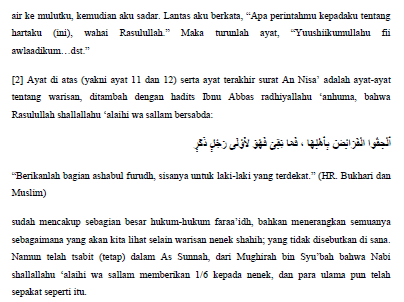 air ke mulutku, kemudian aku sadar. Lantas aku berkata, “Apa perintahmu kepadaku tentang
hartaku (ini), wahai Rasulullah.” Maka turunlah ayat, “Yuushiikumullahu fii
awlaadikum…dst.”
[2] Ayat di atas (yakni ayat 11 dan 12) serta ayat terakhir surat An Nisa’ adalah ayat-ayat
tentang warisan, ditambah dengan hadits Ibnu Abbas radhiyallahu ‘anhuma, bahwa
Rasulullah shallallahu ‘alaihi wa sallam bersabda:
أَلْحِقُوا الْفَرَائِضَ بِأَهْلِهَا ، فَمَا بَقِىَ فَهْوَ لأَوْلَى رَجُلٍ ذَكَرٍ
“Berikanlah bagian ashabul furudh, sisanya untuk laki-laki yang terdekat.” (HR. Bukhari dan
Muslim)
sudah mencakup sebagian besar hukum-hukum faraa’idh, bahkan menerangkan semuanya
sebagaimana yang akan kita lihat selain warisan nenek shahih; yang tidak disebutkan di sana.
Namun telah tsabit (tetap) dalam As Sunnah, dari Mughirah bin Syu’bah bahwa Nabi
shallallahu ‘alaihi wa sallam memberikan 1/6 kepada nenek, dan para ulama pun telah
sepakat seperti itu.